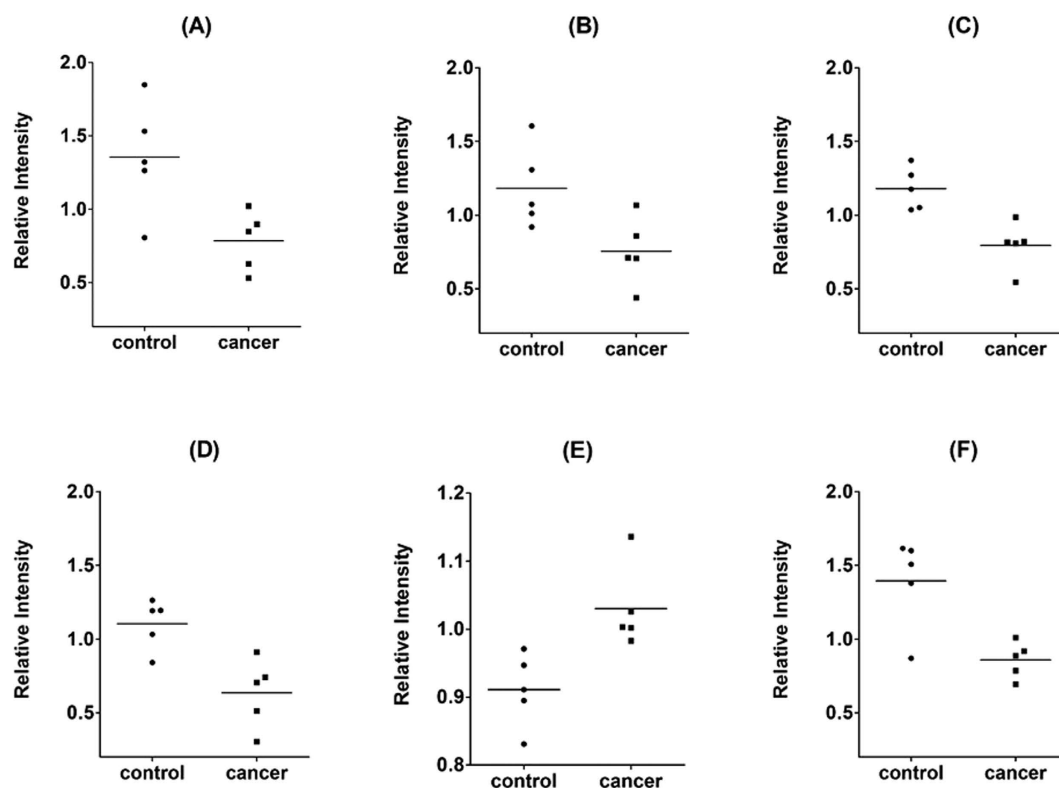 (A)
Relative Intensity
2.0
1.5
1.0
0.5
control cancer
(B)
Relative Intensity
2.0
1.5
1.0
0.5
control cancer
(C)
Relative Intensity
2.0
1.5
1.0
0.5
control cancer
(D)
Relative Intensity
2.0
1.5
1.0
0.5
control cancer
(E)
Relative Intensity
1.2
1.1
1.0
0.9
0.8
control cancer
(F)
Relative Intensity
2.0
1.5
1.0
0.5
control cancer